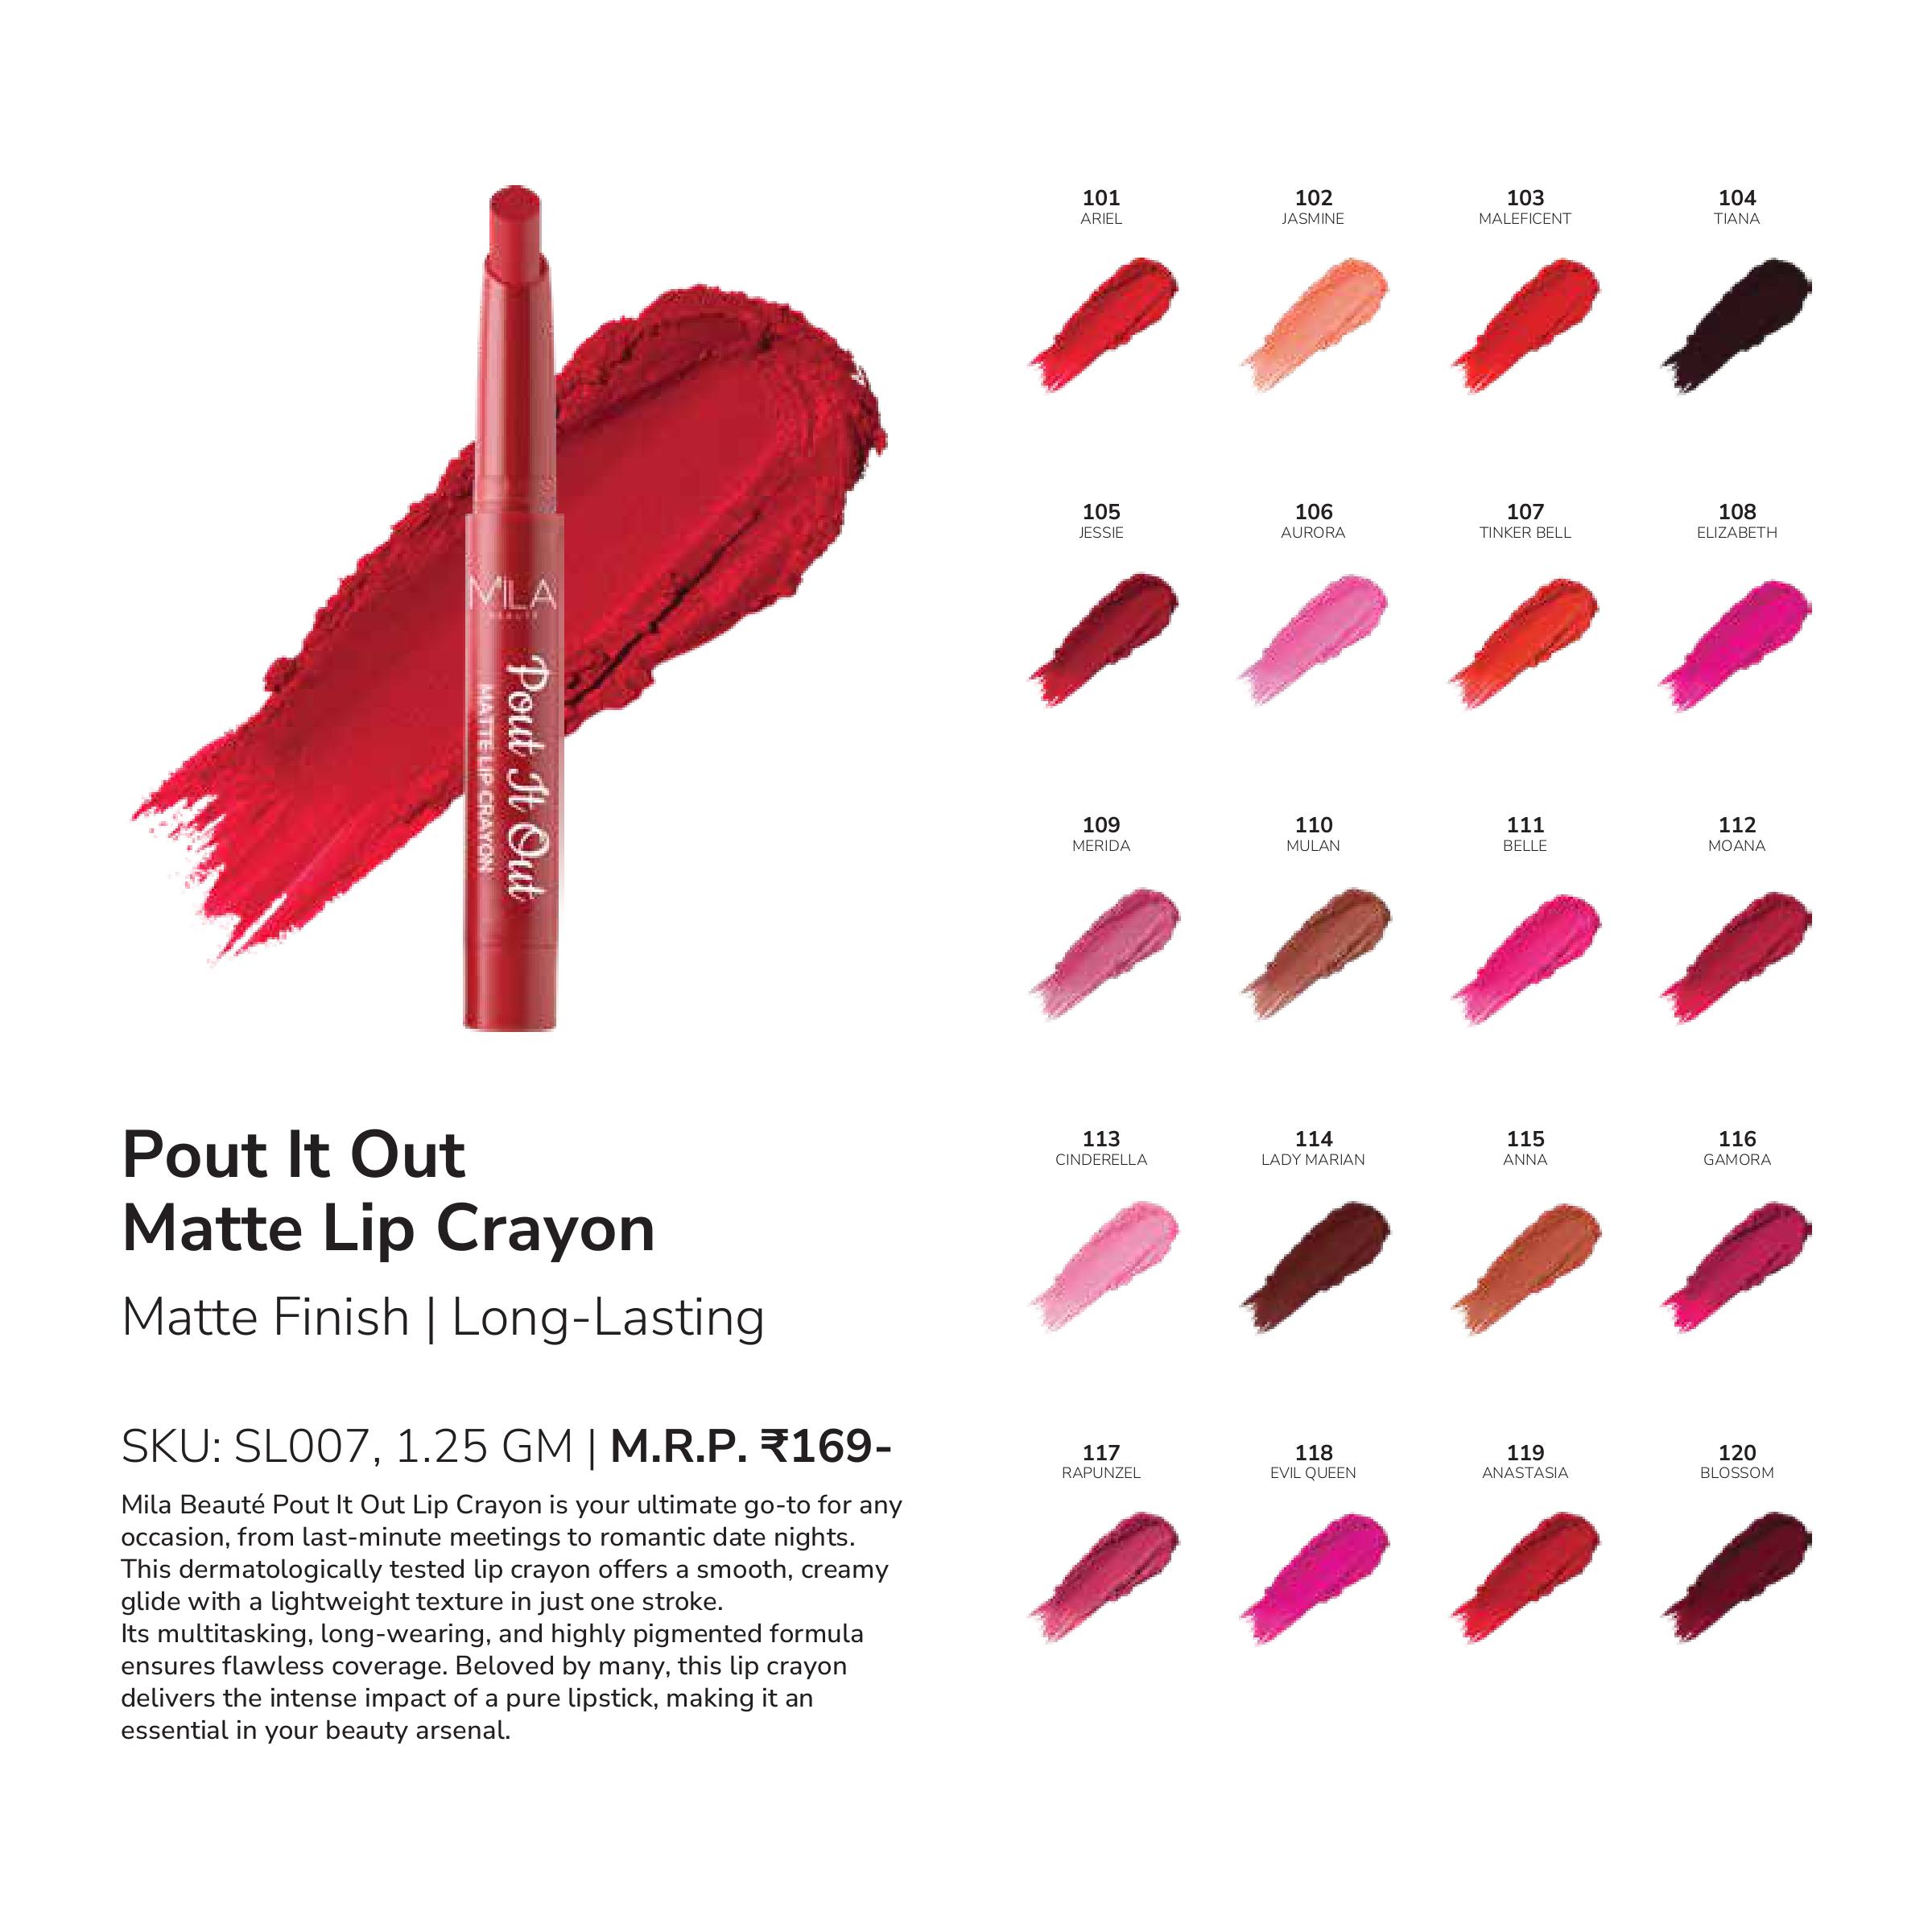 MiLA
BEAUTÉ
Pout It Out
MATTE LIP CRAYON
Pout It Out
Matte Lip Crayon
Matte Finish | Long-Lasting
SKU: SL007, 1.25 GM | M.R.P. ₹169-
Mila Beauté Pout It Out Lip Crayon is your ultimate go-to for any
occasion, from last-minute meetings to romantic date nights.
This dermatologically tested lip crayon offers a smooth, creamy
glide with a lightweight texture in just one stroke.
Its multitasking, long-wearing, and highly pigmented formula
ensures flawless coverage. Beloved by many, this lip crayon
delivers the intense impact of a pure lipstick, making it an
essential in your beauty arsenal.
101 102 103 104
ARIEL JASMINE MALEFICENT TIANA
105 106 107 108
JESSIE AURORA TINKER BELL ELIZABETH
109 110 111 112
MERIDA MULAN BELLE MOANA
113 114 115 116
CINDERELLA LADY MARIAN ANNA GAMORA
117 118 119 120
RAPUNZEL EVIL QUEEN ANASTASIA BLOSSOM